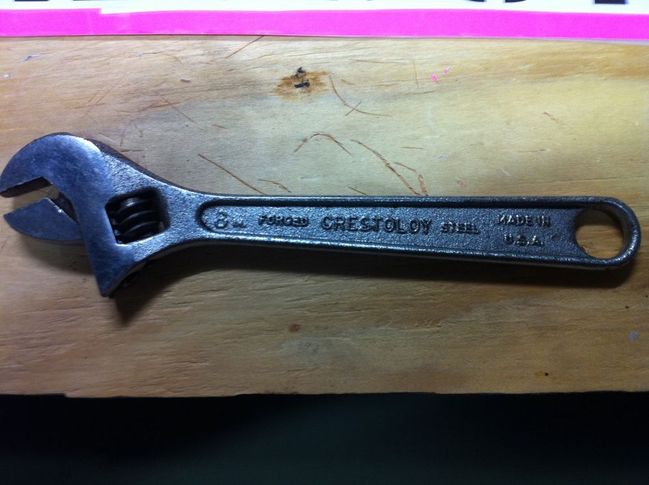 8 IN. FORGED CRESTOLOY STEEL MADE IN
U.S.A.